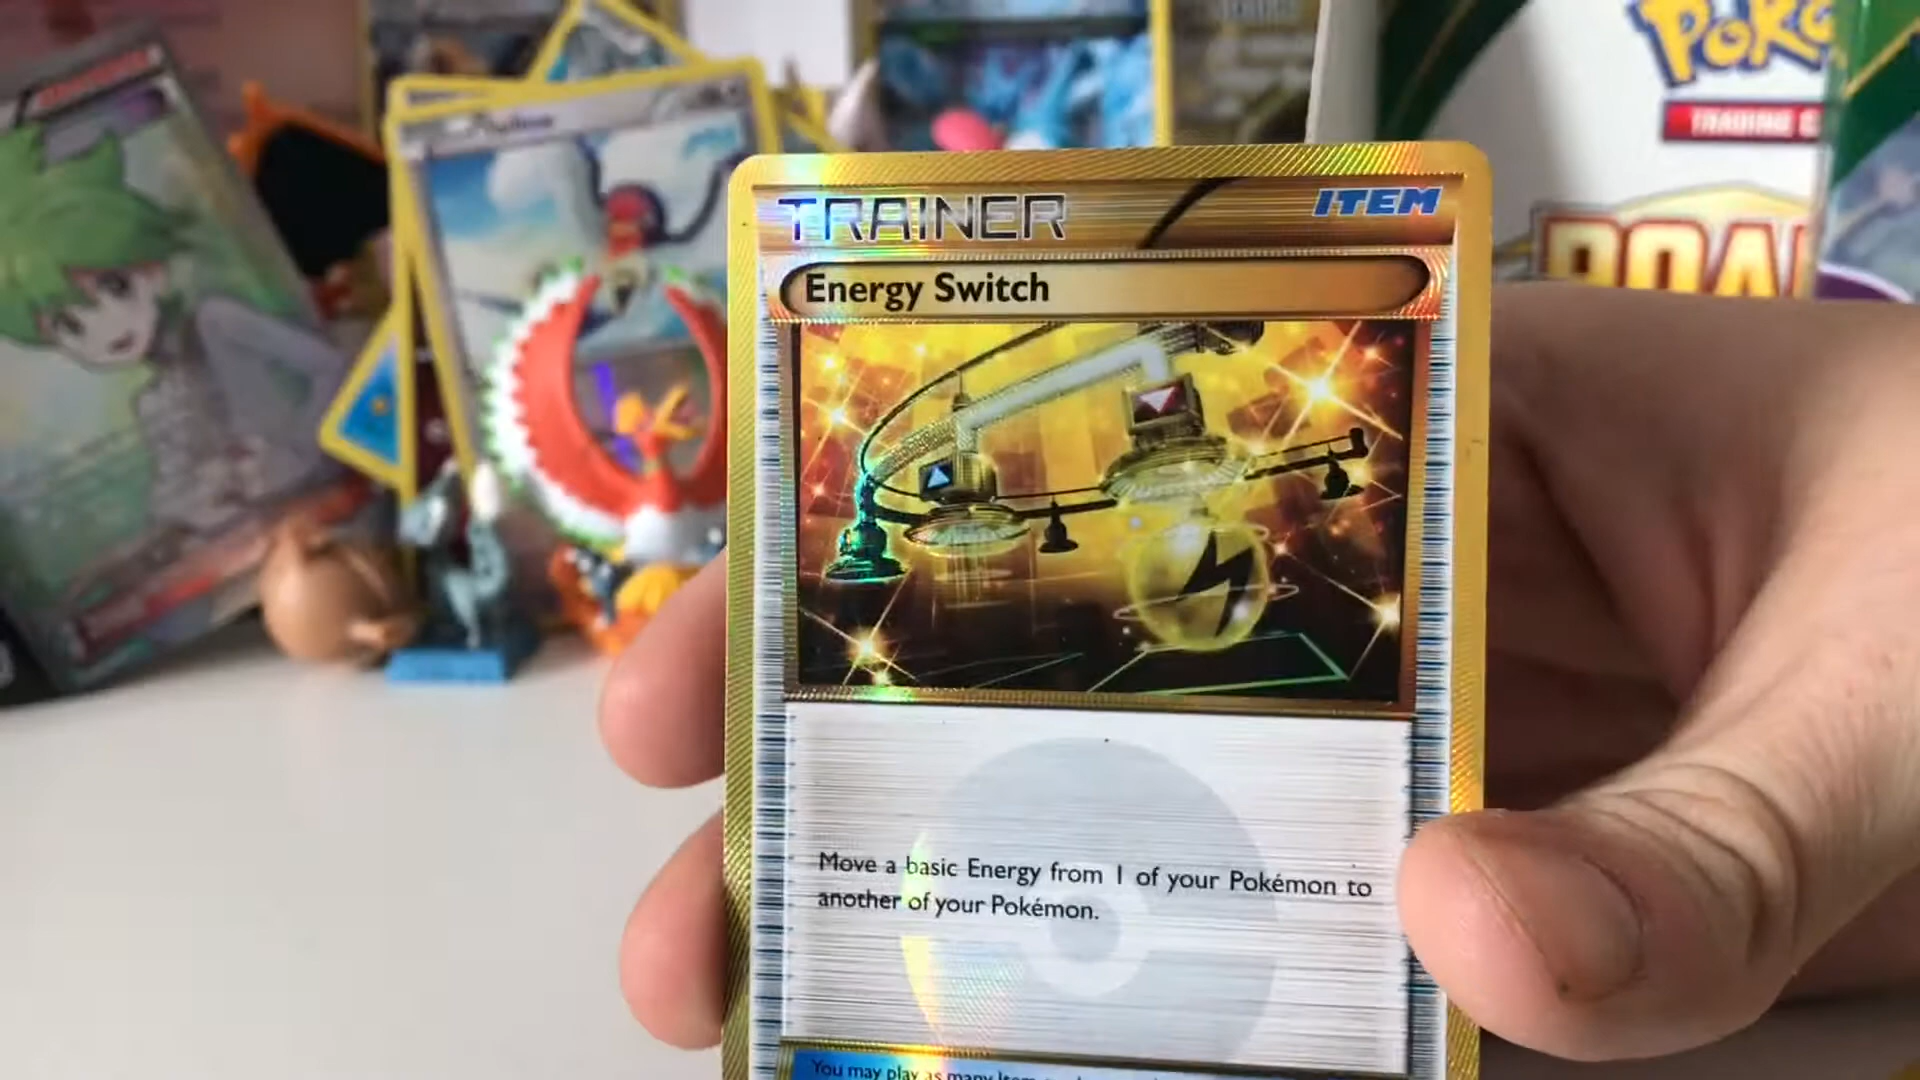 TRAINER
ITEM
Energy Switch
Move a basic Energy from 1 of your Pokémon to
another of your Pokémon.
You may play as many Item
TRADING